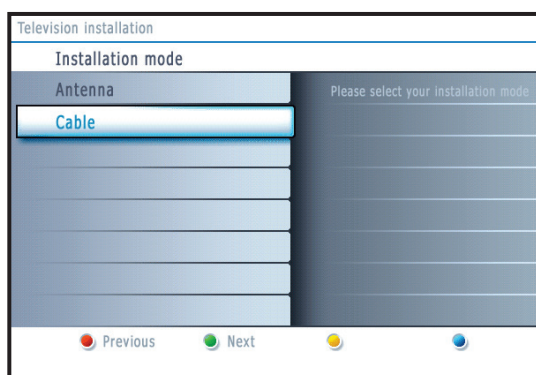 Television installation
Installation mode
Antenna
Please select your installation mode
Cable
Previous Next